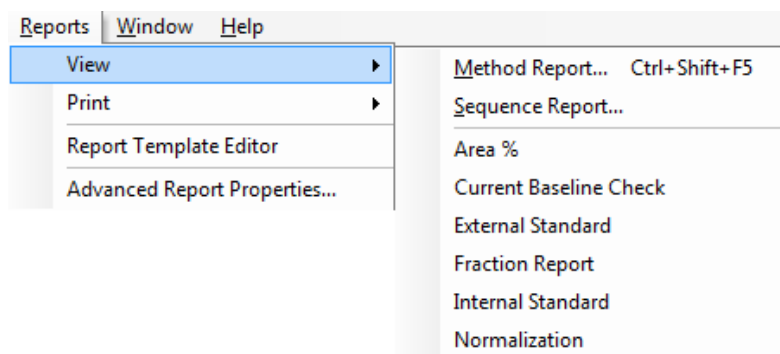 Reports Window Help
View
Print
Report Template Editor
Advanced Report Properties...
Method Report... Ctrl+Shift+F5
Sequence Report...
Area %
Current Baseline Check
External Standard
Fraction Report
Internal Standard
Normalization